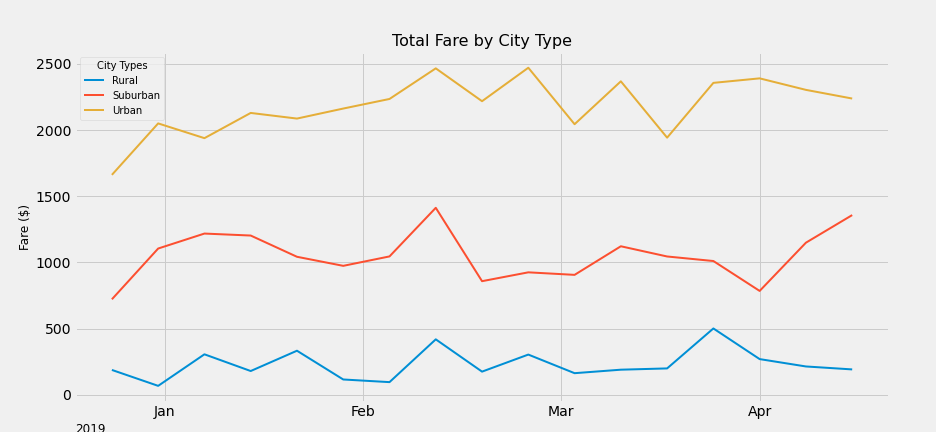 Total Fare by City Type
City Types
Rural
Suburban
Urban
Fare ($)
2500
2000
1500
1000
500
0
Jan
Feb
Mar
Apr
2019